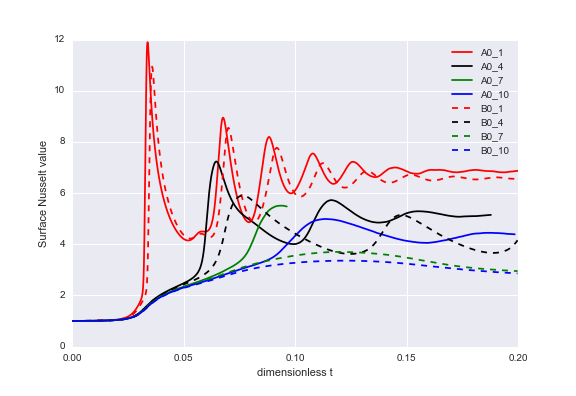 12
10
8
6
4
2
0
Surface Nusselt value
A0_1
A0_4
A0_7
A0_10
B0_1
B0_4
B0_7
B0_10
0.00 0.05 0.10 0.15 0.20
dimensionless t